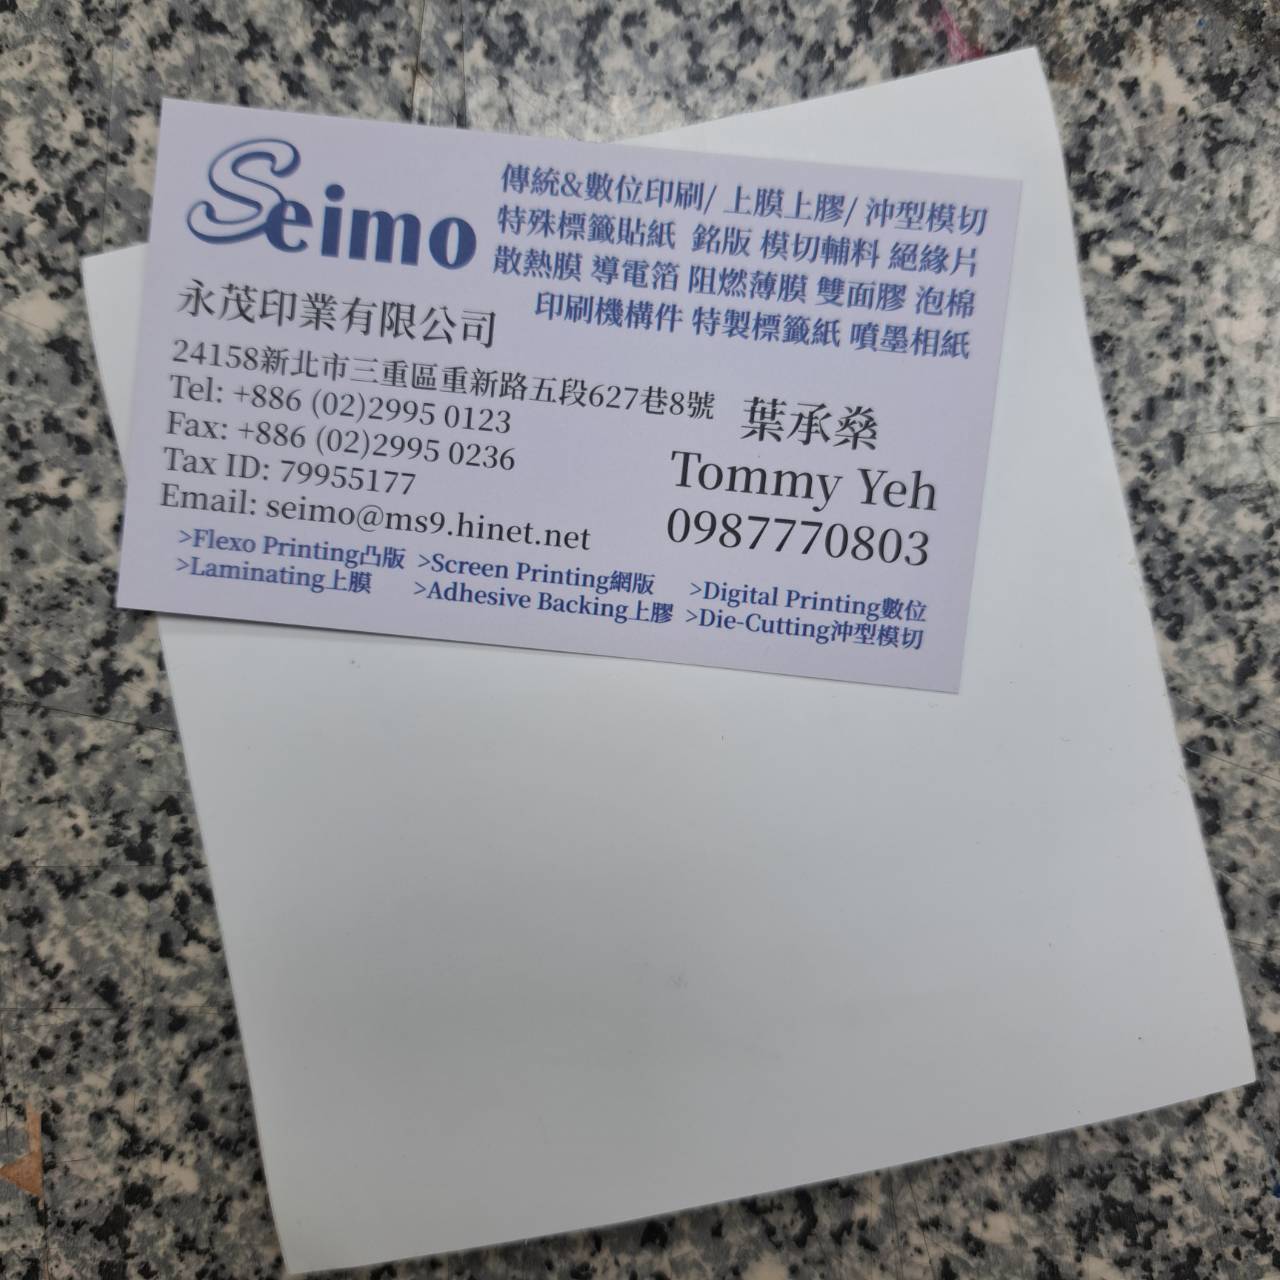 Seimo
傳統&數位印刷/ 上膜上膠/ 沖型模切
特殊標籤貼紙 銘版 模切輔料 絕緣片
散熱膜 導電箔 阻燃薄膜 雙面膠 泡棉
印刷機構件 特製標籤紙 噴墨相紙
永茂印業有限公司
24158新北市三重區重新路五段627巷8號
Tel: +886 (02)2995 0123
Fax: +886 (02)2995 0236
Tax ID: 79955177
Email: seimo@ms9.hinet.net
葉承燊
Tommy Yeh
0987770803
>Flexo Printing凸版 >Screen Printing網版 >Digital Printing數位
>Laminating上膜 >Adhesive Backing上膠 >Die-Cutting沖型模切